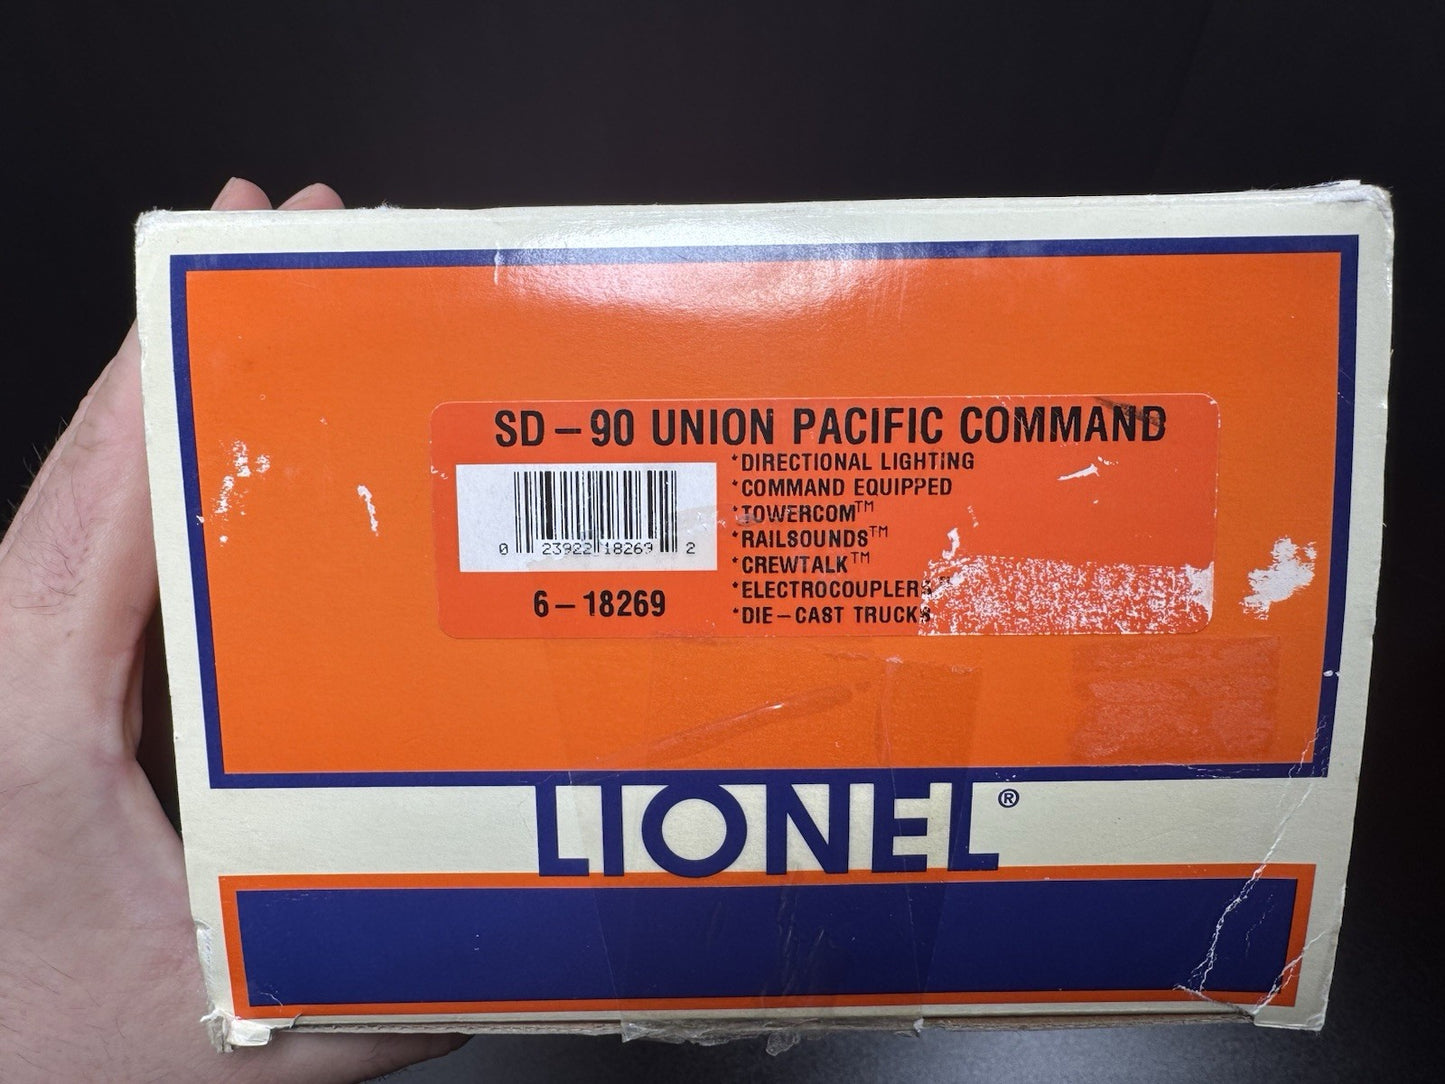 SD-90 UNION PACIFIC COMMAND
*DIRECTIONAL LIGHTING
*COMMAND EQUIPPED
*TOWERCOM™
*RAILSOUNDS™
*CREWTALK™
*ELECTROCOUPLERS™
*DIE-CAST TRUCKS
0 23922 18269 2
6-18269
LIONEL®